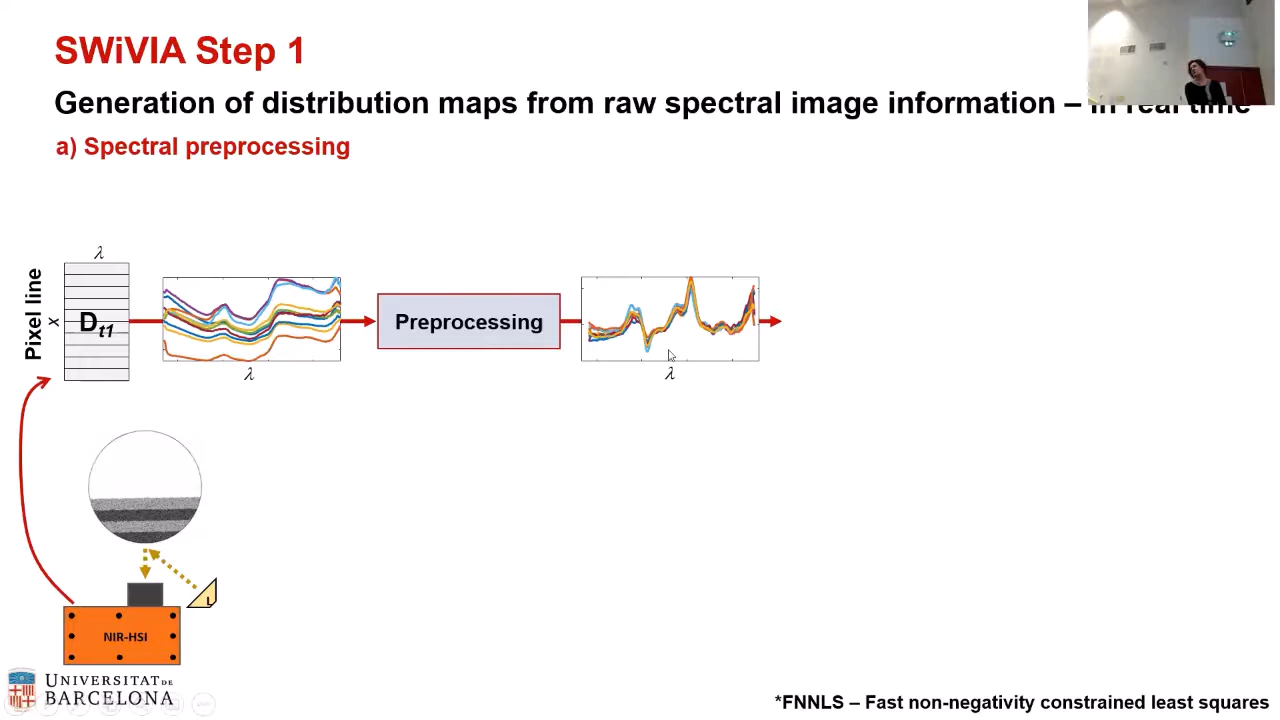 SWiVIA Step 1
Generation of distribution maps from raw spectral image information – in real time
a) Spectral preprocessing
λ
Pixel line
x
D_t1
λ
Preprocessing
λ
L
NIR-HSI
UNIVERSITAT DE
BARCELONA
*FNNLS – Fast non-negativity constrained least squares